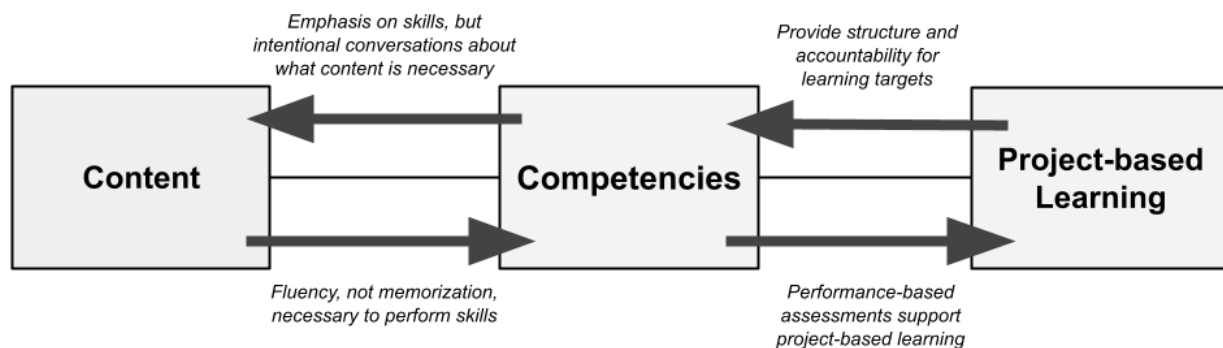 Emphasis on skills, but
intentional conversations about
what content is necessary
Provide structure and
accountability for
learning targets
Content
Competencies
Project-based
Learning
Fluency, not memorization,
necessary to perform skills
Performance-based
assessments support
project-based learning